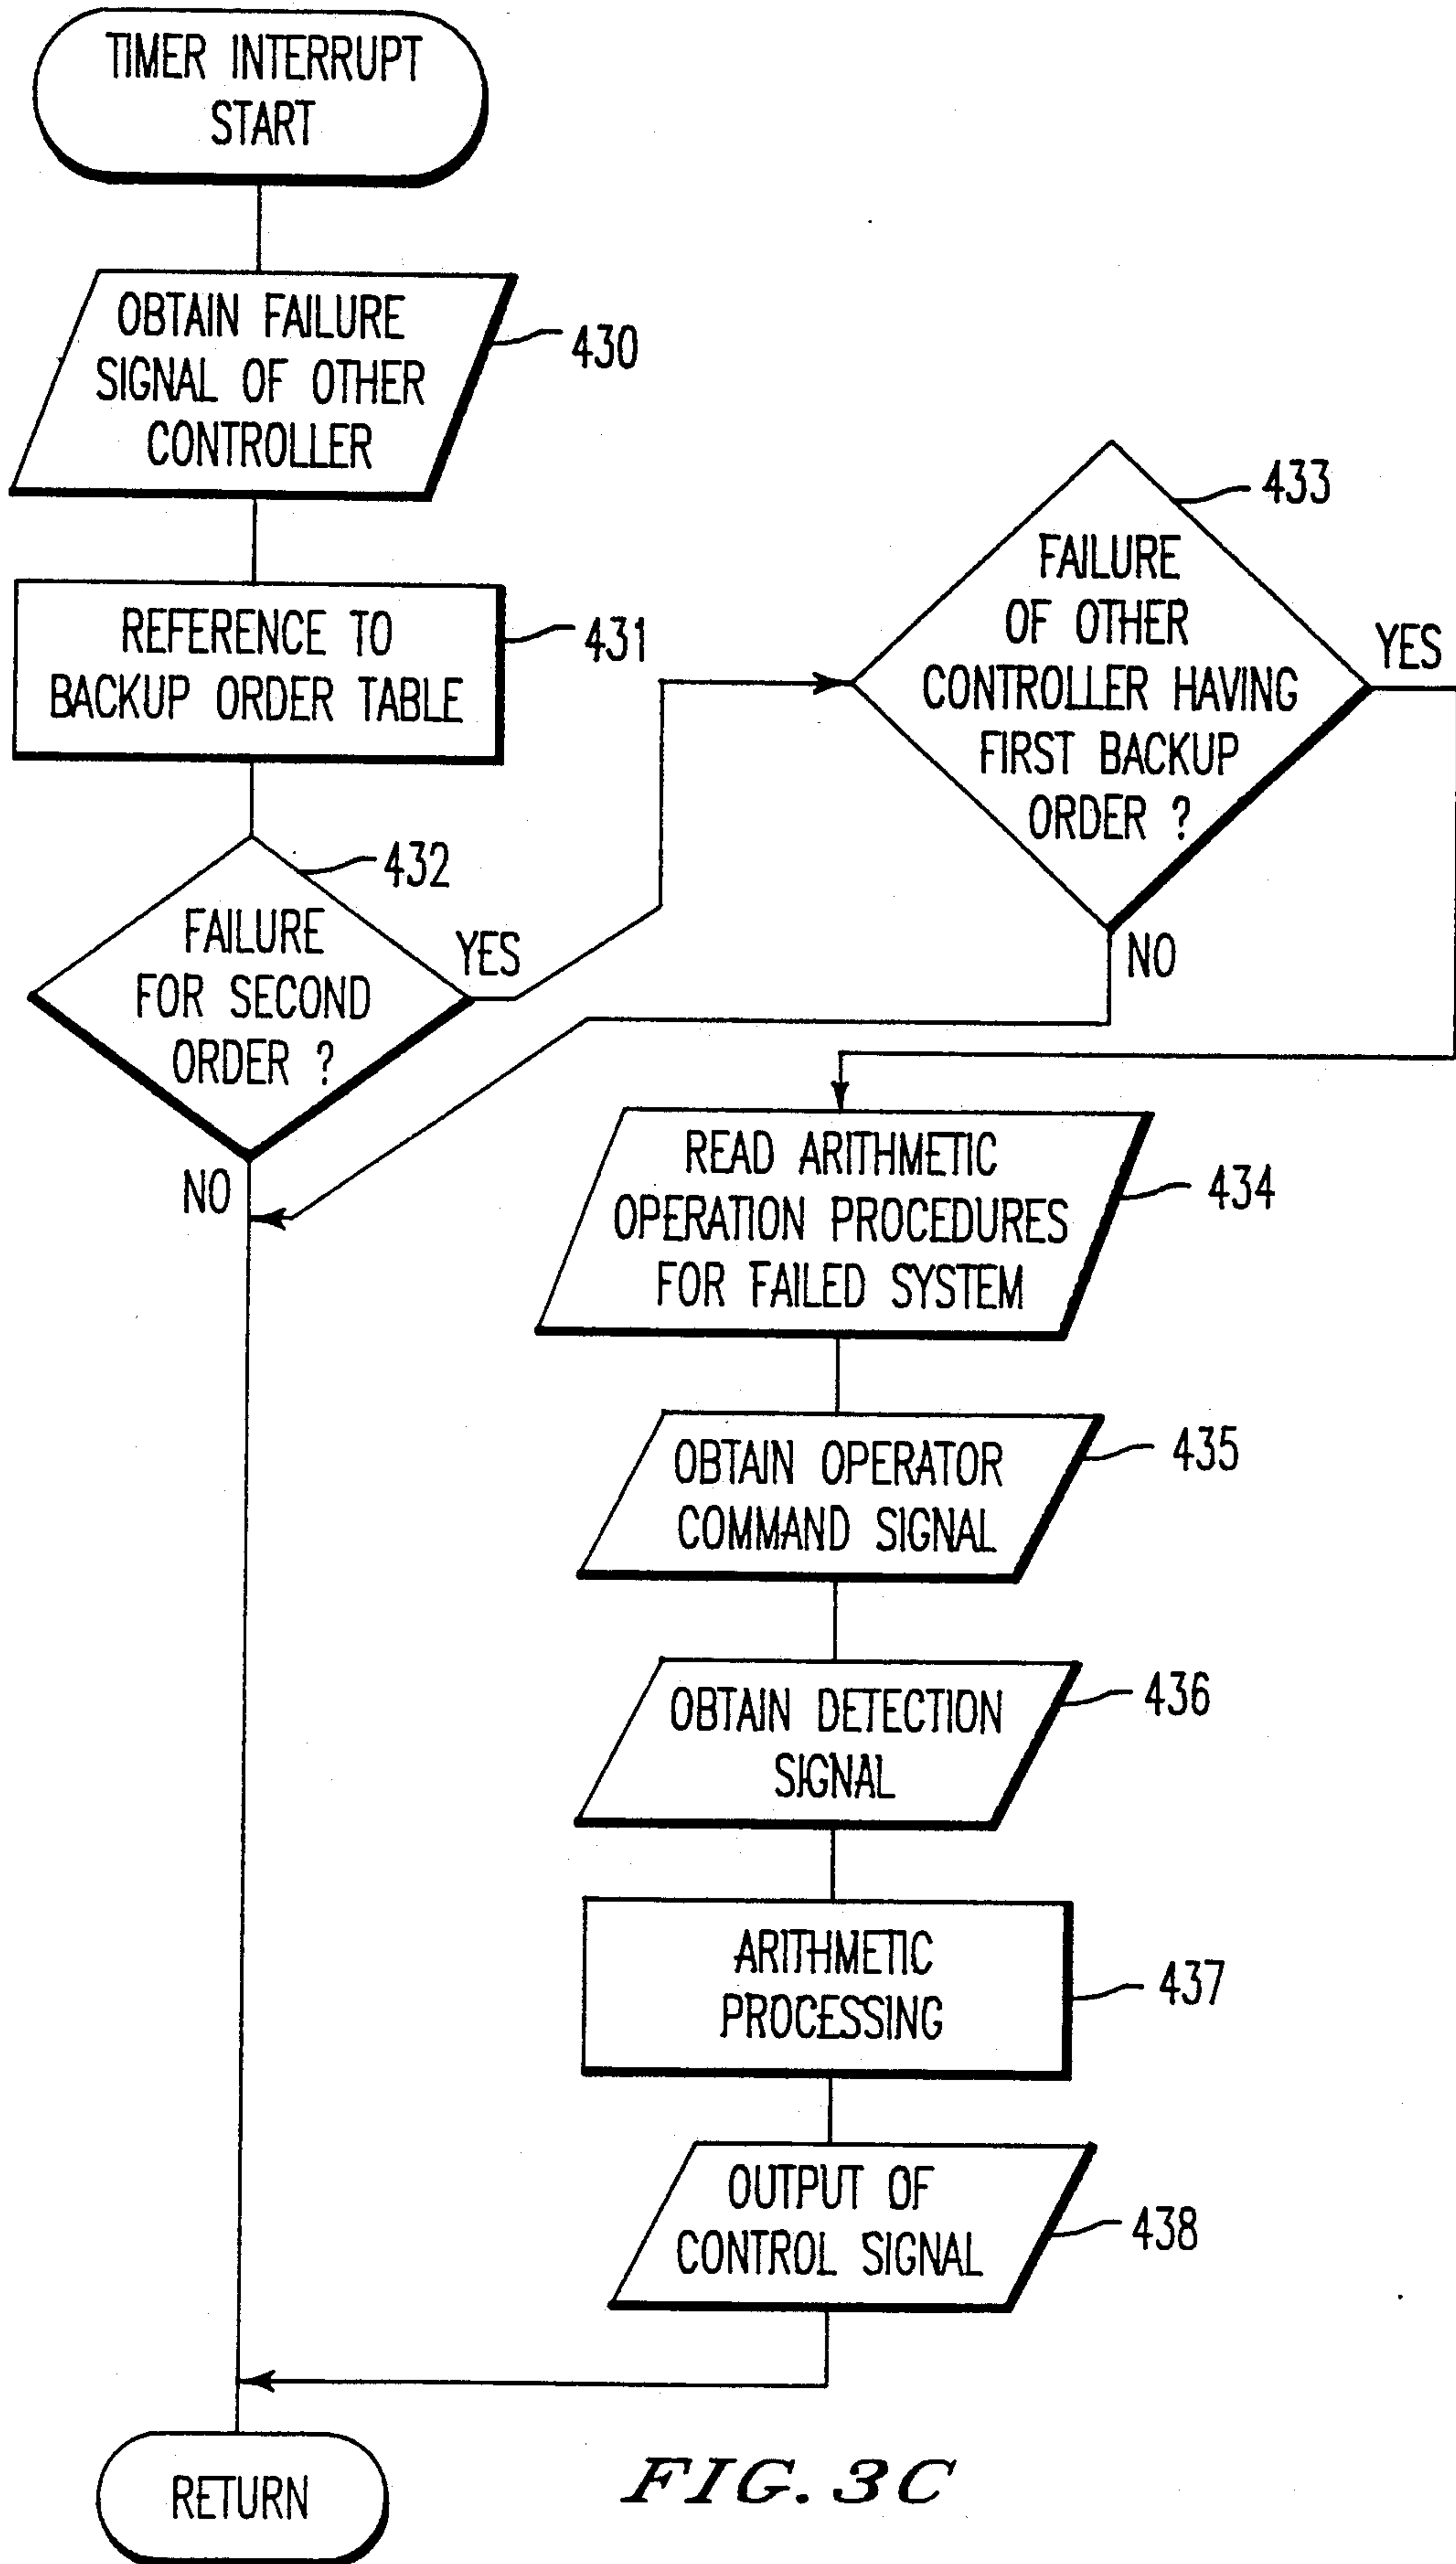 TIMER INTERRUPT
START
OBTAIN FAILURE
SIGNAL OF OTHER
CONTROLLER
430
REFERENCE TO
BACKUP ORDER TABLE
431
432
FAILURE
FOR SECOND
ORDER ?
YES
NO
433
FAILURE
OF OTHER
CONTROLLER HAVING
FIRST BACKUP
ORDER ?
YES
NO
READ ARITHMETIC
OPERATION PROCEDURES
FOR FAILED SYSTEM
434
OBTAIN OPERATOR
COMMAND SIGNAL
435
OBTAIN DETECTION
SIGNAL
436
ARITHMETIC
PROCESSING
437
OUTPUT OF
CONTROL SIGNAL
438
RETURN
FIG. 3C